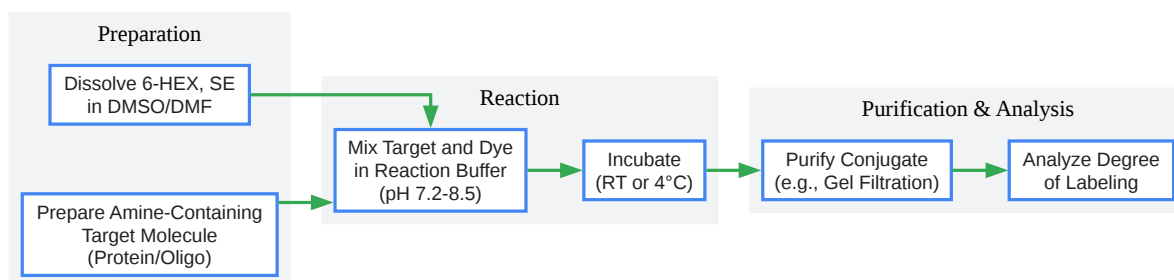 Preparation
Dissolve 6-HEX, SE
in DMSO/DMF
Prepare Amine-Containing
Target Molecule
(Protein/Oligo)
Reaction
Mix Target and Dye
in Reaction Buffer
(pH 7.2-8.5)
Incubate
(RT or 4°C)
Purification & Analysis
Purify Conjugate
(e.g., Gel Filtration)
Analyze Degree
of Labeling